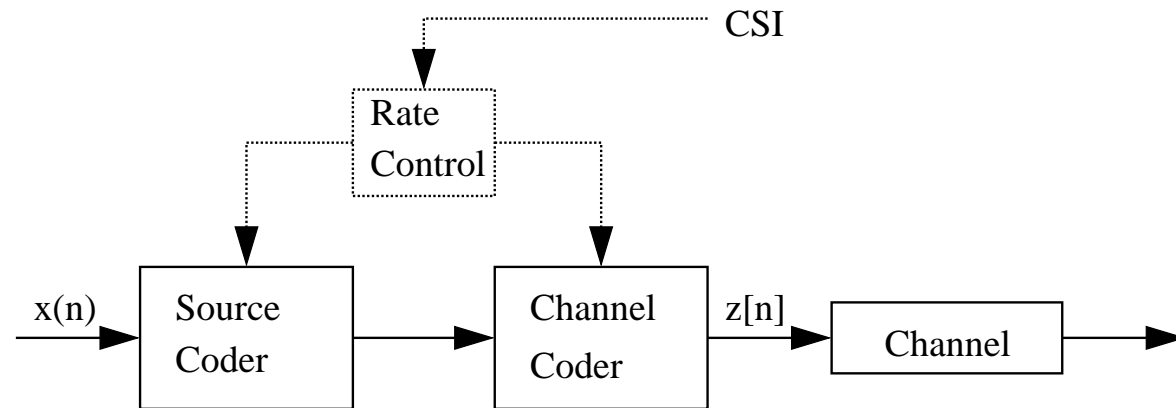 CSI
Rate
Control
x(n)
Source
Coder
Channel
Coder
z[n]
Channel